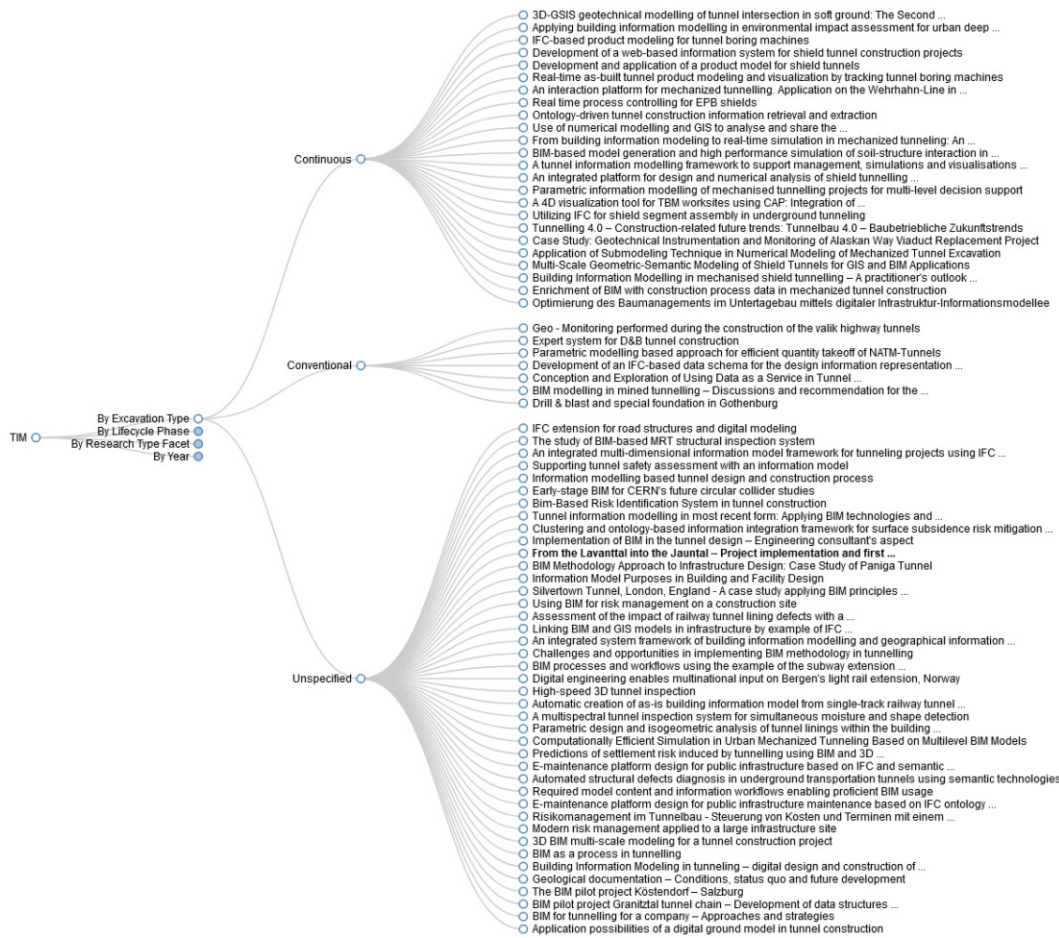 TIM
By Excavation Type
By Lifecycle Phase
By Research Type Facet
By Year
Continuous
3D-GSIS geotechnical modelling of tunnel intersection in soft ground: The Second ...
Applying building information modelling in environmental impact assessment for urban deep ...
IFC-based product modeling for tunnel boring machines
Development of a web-based information system for shield tunnel construction projects
Development and application of a product model for shield tunnels
Real-time as-built tunnel product modeling and visualization by tracking tunnel boring machines
An interaction platform for mechanized tunnelling. Application on the Wehrhahn-Line in ...
Real time process controlling for EPB shields
Ontology-driven tunnel construction information retrieval and extraction
Use of numerical modelling and GIS to analyse and share the ...
From building information modeling to real-time simulation in mechanized tunneling: An ...
BIM-based model generation and high performance simulation of soil-structure interaction in ...
A tunnel information modelling framework to support management, simulations and visualisations ...
An integrated platform for design and numerical analysis of shield tunnelling ...
Parametric information modelling of mechanised tunnelling projects for multi-level decision support
A 4D visualization tool for TBM worksites using CAP: Integration of ...
Utilizing IFC for shield segment assembly in underground tunneling
Tunnelling 4.0 – Construction-related future trends: Tunnelbau 4.0 – Baubetriebliche Zukunftstrends
Case Study: Geotechnical Instrumentation and Monitoring of Alaskan Way Viaduct Replacement Project
Application of Submodeling Technique in Numerical Modeling of Mechanized Tunnel Excavation
Multi-Scale Geometric-Semantic Modeling of Shield Tunnels for GIS and BIM Applications
Building Information Modeling in mechanised shield tunnelling – A practitioner's outlook ...
Enrichment of BIM with construction process data in mechanized tunnel construction
Optimierung des Baumanagements im Untertagebau mittels digitaler Infrastruktur-Informationsmodellee
Conventional
Geo - Monitoring performed during the construction of the valik highway tunnels
Expert system for D&B tunnel construction
Parametric modelling based approach for efficient quantity takeoff of NATM-Tunnels
Development of an IFC-based data schema for the design information representation ...
Conception and Exploration of Using Data as a Service in Tunnel ...
BIM modelling in mined tunnelling – Discussions and recommendation for the ...
Drill & blast and special foundation in Gothenburg
Unspecified
IFC extension for road structures and digital modeling
The study of BIM-based MRT structural inspection system
An integrated multi-dimensional information model framework for tunneling projects using IFC ...
Supporting tunnel safety assessment with an information model
Information modelling based tunnel design and construction process
Early-stage BIM for CERN's future circular collider studies
Bim-Based Risk Identification System in tunnel construction
Tunnel information modelling in most recent form: Applying BIM technologies and ...
Clustering and ontology-based information integration framework for surface subsidence risk mitigation ...
Implementation of BIM in the tunnel design – Engineering consultant's aspect
From the Lavanttal into the Jauntal – Project implementation and first ...
BIM Methodology Approach to Infrastructure Design: Case Study of Paniga Tunnel
Information Model Purposes in Building and Facility Design
Silvertown Tunnel, London, England - A case study applying BIM principles ...
Using BIM for risk management on a construction site
Assessment of the impact of railway tunnel lining defects with a ...
Linking BIM and GIS models in infrastructure by example of IFC ...
An integrated system framework of building information modelling and geographical information ...
Challenges and opportunities in implementing BIM methodology in tunnelling
BIM processes and workflows using the example of the subway extension ...
Digital engineering enables multinational input on Bergen's light rail extension, Norway
High-speed 3D tunnel inspection
Automatic creation of as-is building information model from single-track railway tunnel ...
A multispectral tunnel inspection system for simultaneous moisture and shape detection
Parametric design and isogeometric analysis of tunnel linings within the building ...
Computationally Efficient Simulation in Urban Mechanized Tunneling Based on Multilevel BIM Models
Predictions of settlement risk induced by tunnelling using BIM and 3D ...
E-maintenance platform design for public infrastructure based on IFC and semantic ...
Automated structural defects diagnosis in underground transportation tunnels using semantic technologies
Required model content and information workflows enabling proficient BIM usage
E-maintenance platform design for public infrastructure maintenance based on IFC ontology ...
Risikomanagement im Tunnelbau - Steuerung von Kosten und Terminen mit einem ...
Modern risk management applied to a large infrastructure site
3D BIM multi-scale modeling for a tunnel construction project
BIM as a process in tunnelling
Building Information Modeling in tunneling – digital design and construction of ...
Geological documentation – Conditions, status quo and future development
The BIM pilot project Köstendorf – Salzburg
BIM pilot project Granitztal tunnel chain – Development of data structures ...
BIM for tunnelling for a company – Approaches and strategies
Application possibilities of a digital ground model in tunnel construction